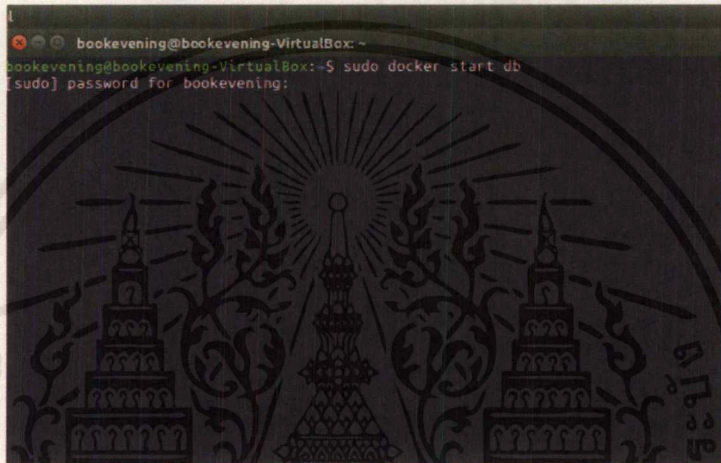 l
bookevening@bookevening-VirtualBox: ~
bookevening@bookevening-VirtualBox:~$ sudo docker start db
[sudo] password for bookevening: